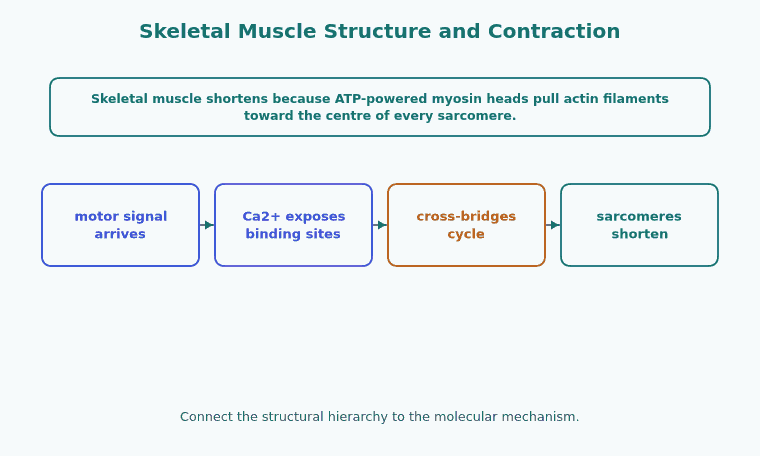 Skeletal Muscle Structure and Contraction
Skeletal muscle shortens because ATP-powered myosin heads pull actin filaments
toward the centre of every sarcomere.
motor signal
arrives
Ca2+ exposes
binding sites
cross-bridges
cycle
sarcomeres
shorten
Connect the structural hierarchy to the molecular mechanism.